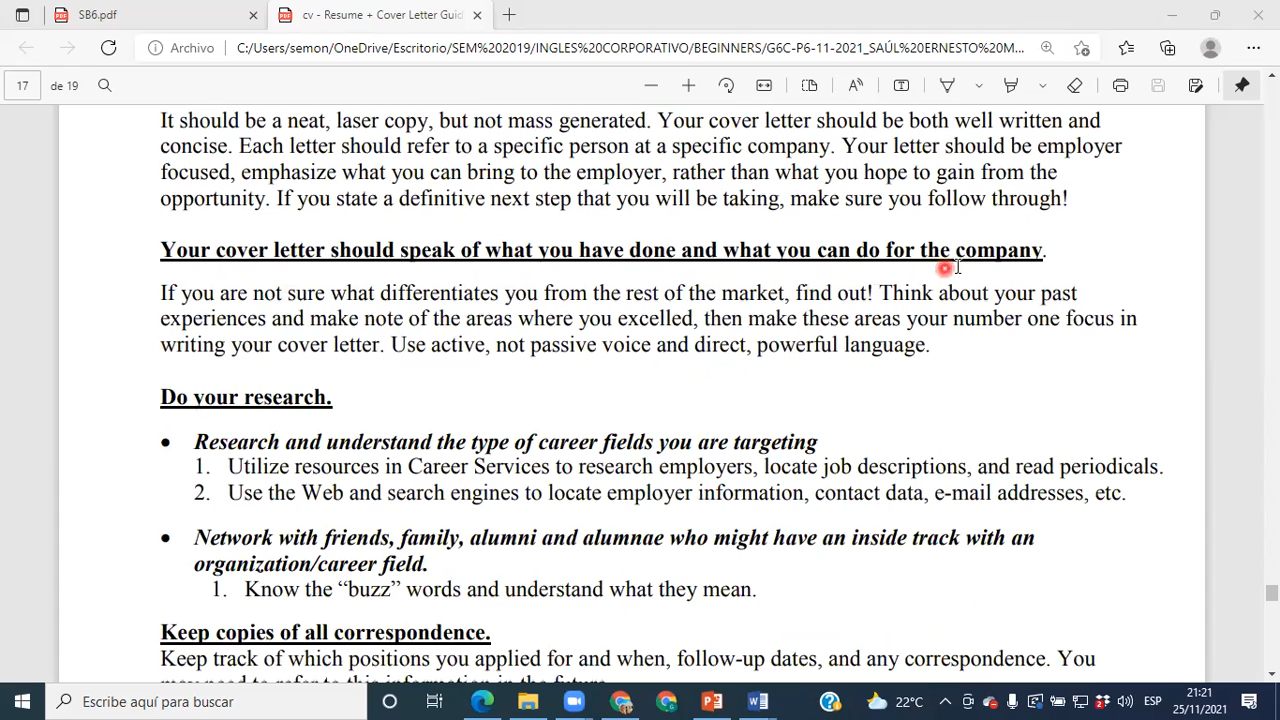 SB6.pdf
cv - Resume + Cover Letter Guid
Archivo
C:/Users/semon/OneDrive/Escritorio/SEM%202019/INGLES%20CORPORATIVO/BEGINNERS/G6C-P6-11-2021_SAÚL%20ERNESTO%20M...
17 de 19
It should be a neat, laser copy, but not mass generated. Your cover letter should be both well written and
concise. Each letter should refer to a specific person at a specific company. Your letter should be employer
focused, emphasize what you can bring to the employer, rather than what you hope to gain from the
opportunity. If you state a definitive next step that you will be taking, make sure you follow through!
Your cover letter should speak of what you have done and what you can do for the company.
If you are not sure what differentiates you from the rest of the market, find out! Think about your past
experiences and make note of the areas where you excelled, then make these areas your number one focus in
writing your cover letter. Use active, not passive voice and direct, powerful language.
Do your research.
• Research and understand the type of career fields you are targeting
1. Utilize resources in Career Services to research employers, locate job descriptions, and read periodicals.
2. Use the Web and search engines to locate employer information, contact data, e-mail addresses, etc.
• Network with friends, family, alumni and alumnae who might have an inside track with an
organization/career field.
1. Know the “buzz” words and understand what they mean.
Keep copies of all correspondence.
Keep track of which positions you applied for and when, follow-up dates, and any correspondence. You
may need to refer to this information in the future.
Escribe aquí para buscar
22°C
ESP
21:21
25/11/2021